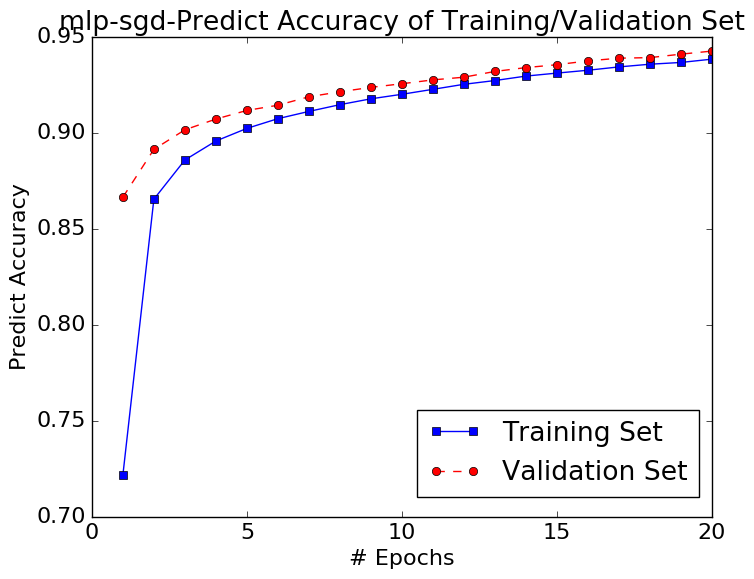 mlp-sgd-Predict Accuracy of Training/Validation Set
0.95
0.90
0.85
0.80
0.75
0.70
Predict Accuracy
0 5 10 15 20
# Epochs
Training Set
Validation Set